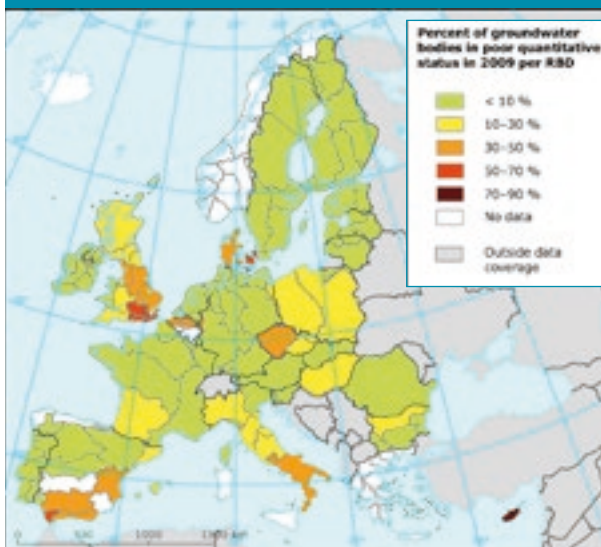 Percent of groundwater
bodies in poor quantitative
status in 2009 per RBD
< 10 %
10–30 %
30–50 %
50–70 %
70–90 %
No data
Outside data
coverage
0 500 1000 1500 km